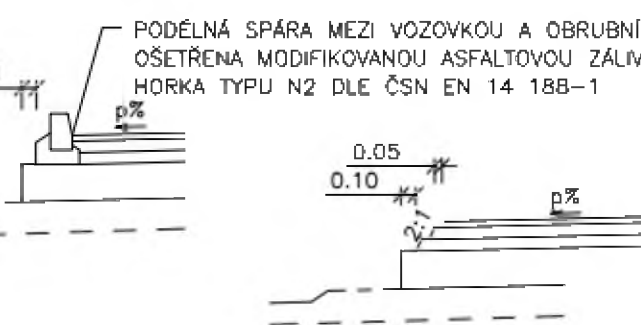 PODÉLNÁ SPÁRA MEZI VOZOVKOU A OBRUBNÍ
OŠETŘENA MODIFIKOVANOU ASFALTOVOU ZÁLIV
HORKA TYPU N2 DLE ČSN EN 14 188-1
p%
0.05
0.10
p%
2:1